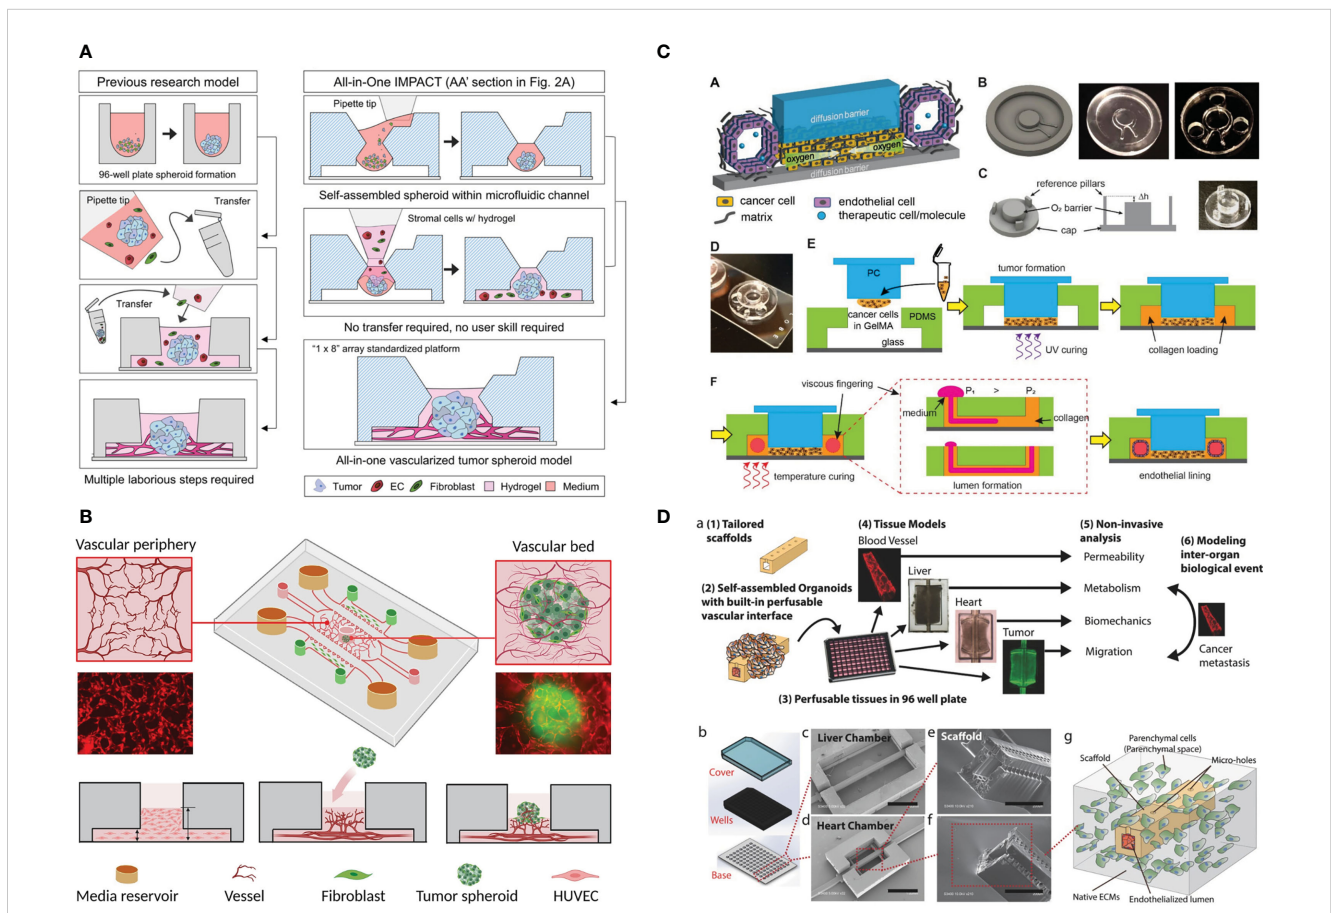 A
Previous research model
96-well plate spheroid formation
Pipette tip
Transfer
Transfer
Multiple laborious steps required
All-in-One IMPACT (AA' section in Fig. 2A)
Pipette tip
Self-assembled spheroid within microfluidic channel
Stromal cells w/ hydrogel
No transfer required, no user skill required
"1 x 8" array standardized platform
All-in-one vascularized tumor spheroid model
Tumor
EC
Fibroblast
Hydrogel
Medium
B
Vascular periphery
Vascular bed
Media reservoir
Vessel
Fibroblast
Tumor spheroid
HUVEC
C
A
diffusion barrier
oxygen
oxygen
diffusion barrier
cancer cell
matrix
endothelial cell
therapeutic cell/molecule
B
C
reference pillars
Δh
O₂ barrier
cap
D
E
PC
cancer cells
in GelMA
PDMS
glass
tumor formation
UV curing
collagen loading
F
viscous fingering
temperature curing
P₁
>
P₂
medium
collagen
lumen formation
endothelial lining
D
a
(1) Tailored
scaffolds
(2) Self-assembled Organoids
with built-in perfusable
vascular interface
(3) Perfusable tissues in 96 well plate
(4) Tissue Models
Blood Vessel
Liver
Heart
Tumor
(5) Non-invasive
analysis
Permeability
Metabolism
Biomechanics
Migration
(6) Modeling
inter-organ
biological event
Cancer
metastasis
b
Cover
Wells
Base
c
Liver Chamber
d
Heart Chamber
e
Scaffold
f
g
Parenchymal cells
(Parenchymal space)
Scaffold
Micro-holes
Native ECMs
Endothelialized lumen